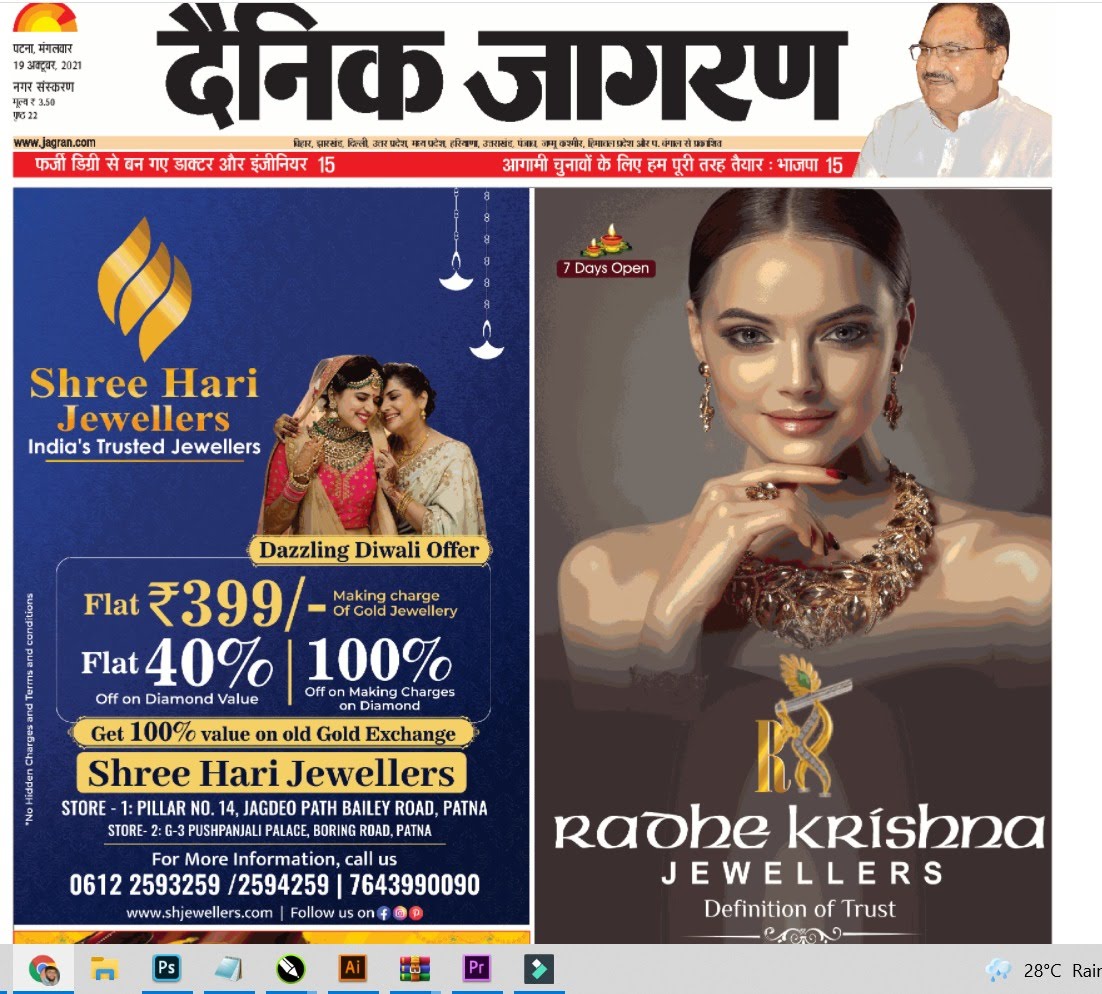 पटना, मंगलवार
19 अक्टूबर, 2021
नगर संस्करण
मूल्य ₹ 3.50
पृष्ठ 22
दैनिक जागरण
www.jagran.com
बिहार, झारखंड, दिल्ली, उत्तर प्रदेश, मध्य प्रदेश, हरियाणा, उत्तराखंड, पंजाब, जम्मू कश्मीर, हिमाचल प्रदेश और प. बंगाल से प्रकाशित
फर्जी डिग्री से बन गए डाक्टर और इंजीनियर 15
आगामी चुनावों के लिए हम पूरी तरह तैयार : भाजपा 15
Shree Hari
Jewellers
India's Trusted Jewellers
Dazzling Diwali Offer
Flat ₹399/- Making charge
Of Gold Jewellery
Flat 40%
Off on Diamond Value
100%
Off on Making Charges
on Diamond
*No Hidden Charges and Terms and conditions
Get 100% value on old Gold Exchange
Shree Hari Jewellers
STORE - 1: PILLAR NO. 14, JAGDEO PATH BAILEY ROAD, PATNA
STORE- 2: G-3 PUSHPANJALI PALACE, BORING ROAD, PATNA
For More Information, call us
0612 2593259 /2594259 | 7643990090
www.shjewellers.com | Follow us on
7 Days Open
RK
Radhe Krishna
JEWELLERS
Definition of Trust
Ps
Ai
Pr
28°C Rain